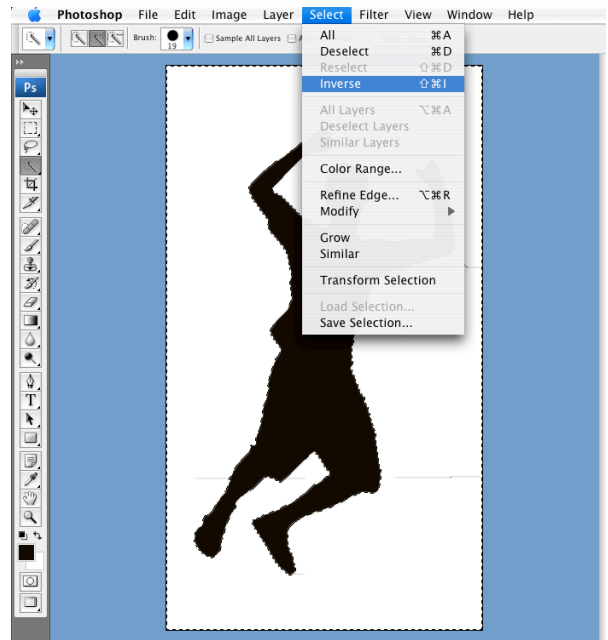 Photoshop File Edit Image Layer Select Filter View Window Help
Brush: 19 Sample All Layers A
Ps
T
All ⌘A
Deselect ⌘D
Reselect ⇧⌘D
Inverse ⇧⌘I
All Layers ⌥⌘A
Deselect Layers
Similar Layers
Color Range...
Refine Edge... ⌥⌘R
Modify
Grow
Similar
Transform Selection
Load Selection...
Save Selection...